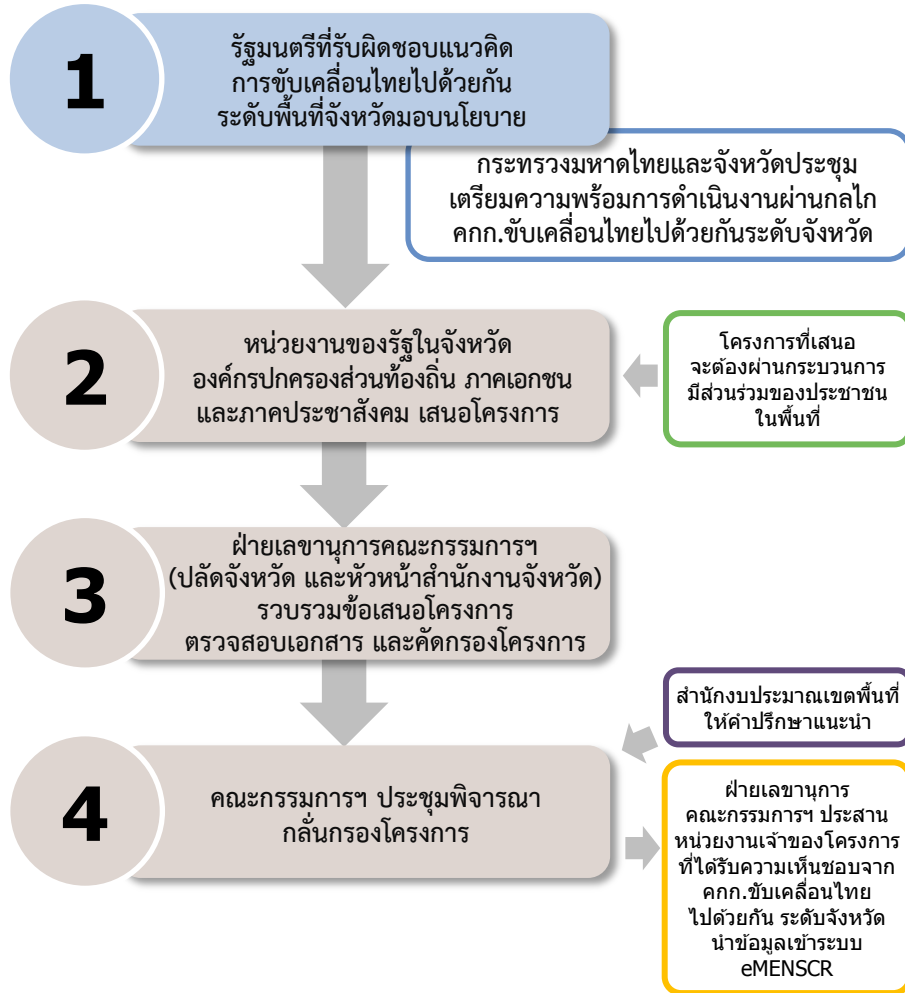 1
รัฐมนตรีที่รับผิดชอบแนวคิด
การขับเคลื่อนไทยไปด้วยกัน
ระดับพื้นที่จังหวัดมอบนโยบาย
กระทรวงมหาดไทยและจังหวัดประชุม
เตรียมความพร้อมการดำเนินงานผ่านกลไก
คกก.ขับเคลื่อนไทยไปด้วยกันระดับจังหวัด
2
หน่วยงานของรัฐในจังหวัด
องค์กรปกครองส่วนท้องถิ่น ภาคเอกชน
และภาคประชาสังคม เสนอโครงการ
โครงการที่เสนอ
จะต้องผ่านกระบวนการ
มีส่วนร่วมของประชาชน
ในพื้นที่
3
ฝ่ายเลขานุการคณะกรรมการฯ
(ปลัดจังหวัด และหัวหน้าสำนักงานจังหวัด)
รวบรวมข้อเสนอโครงการ
ตรวจสอบเอกสาร และคัดกรองโครงการ
สำนักงบประมาณเขตพื้นที่
ให้คำปรึกษาแนะนำ
4
คณะกรรมการฯ ประชุมพิจารณา
กลั่นกรองโครงการ
ฝ่ายเลขานุการ
คณะกรรมการฯ ประสาน
หน่วยงานเจ้าของโครงการ
ที่ได้รับความเห็นชอบจาก
คกก.ขับเคลื่อนไทย
ไปด้วยกัน ระดับจังหวัด
นำข้อมูลเข้าระบบ
eMENSCR